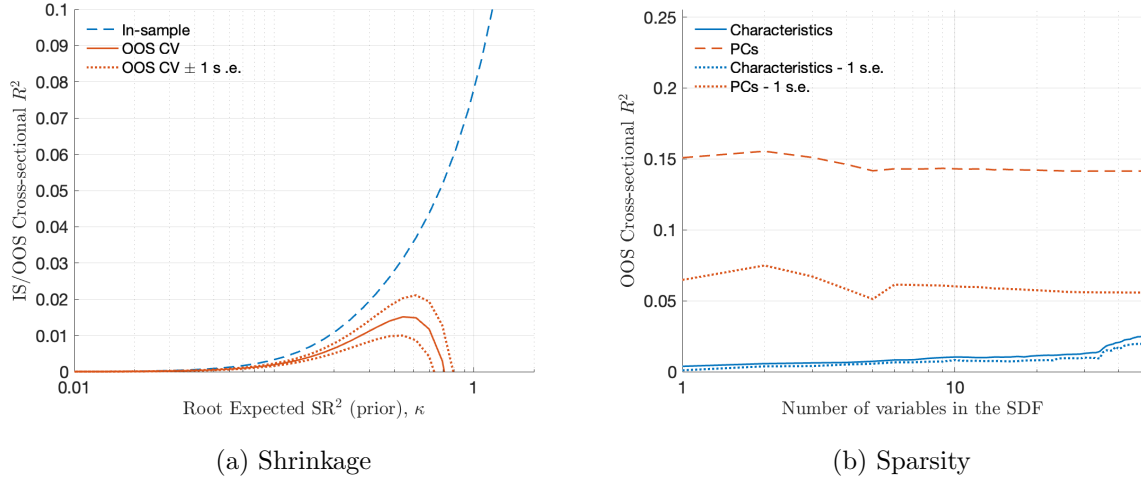 0.1
0.09
0.08
0.07
0.06
0.05
0.04
0.03
0.02
0.01
0
IS/OOS Cross-sectional R²
In-sample
OOS CV
OOS CV ± 1 s .e.
0.01
1
Root Expected SR² (prior), κ
(a) Shrinkage
0.25
0.2
0.15
0.1
0.05
0
OOS Cross-sectional R²
Characteristics
PCs
Characteristics - 1 s.e.
PCs - 1 s.e.
1
10
Number of variables in the SDF
(b) Sparsity